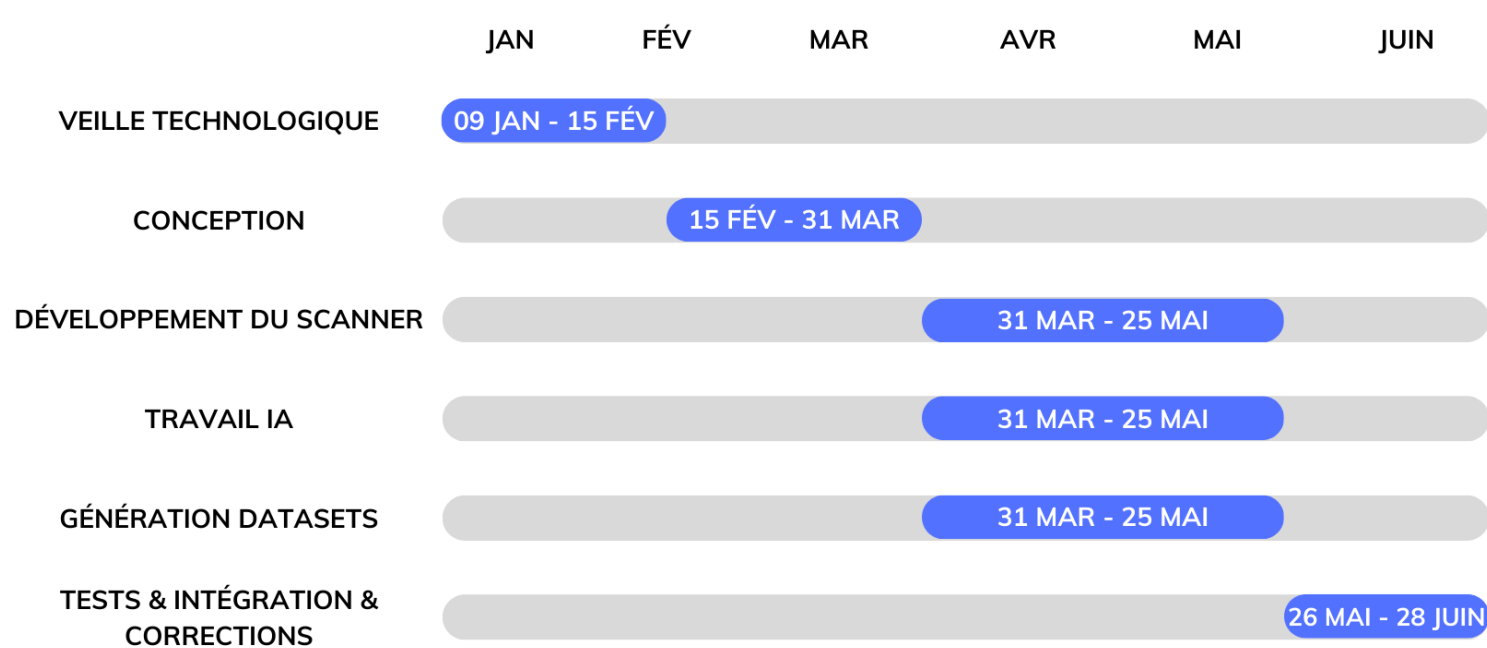 JAN FÉV MAR AVR MAI JUIN
VEILLE TECHNOLOGIQUE 09 JAN - 15 FÉV
CONCEPTION 15 FÉV - 31 MAR
DÉVELOPPEMENT DU SCANNER 31 MAR - 25 MAI
TRAVAIL IA 31 MAR - 25 MAI
GÉNÉRATION DATASETS 31 MAR - 25 MAI
TESTS & INTÉGRATION &
CORRECTIONS
26 MAI - 28 JUIN